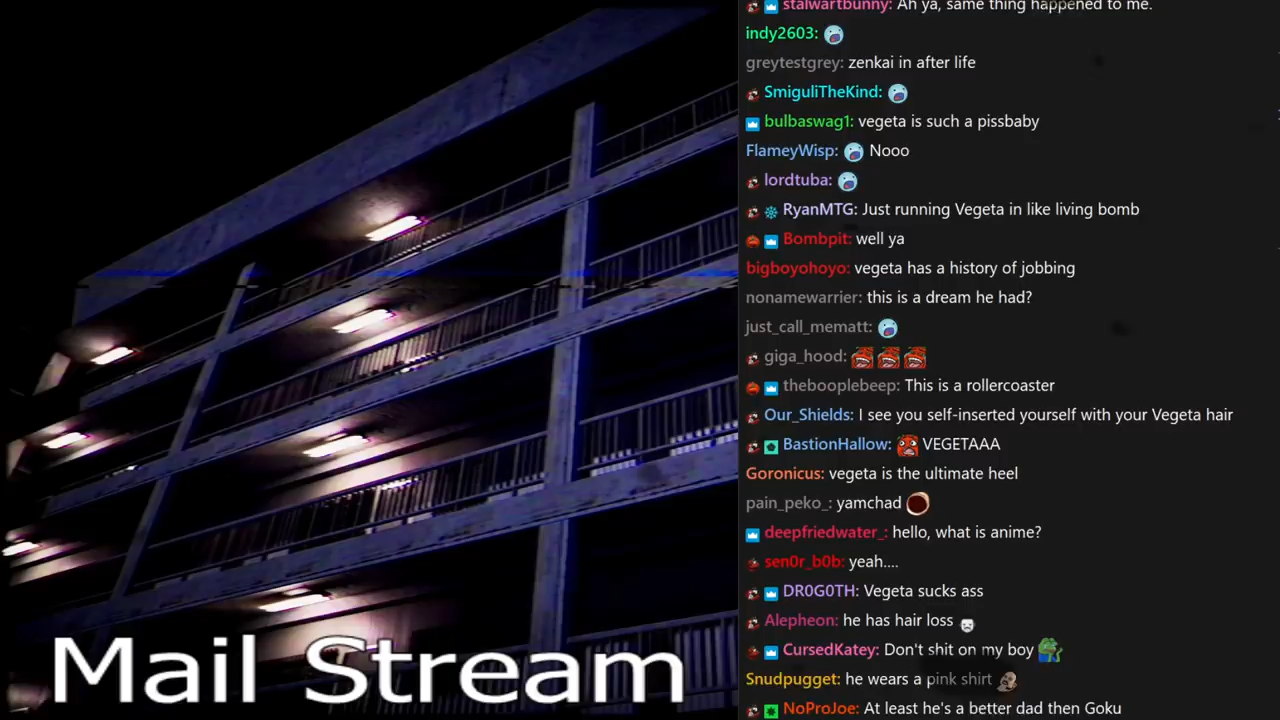 stalwartbunny: Ah ya, same thing happened to me.
indy2603:
greytestgrey: zenkai in after life
SmiguliTheKind:
bulbaswag1: vegeta is such a pissbaby
FlameyWisp: Nooo
lordtuba:
RyanMTG: Just running Vegeta in like living bomb
Bombpit: well ya
bigboyohoyo: vegeta has a history of jobbing
nonamewarrier: this is a dream he had?
just_call_mematt:
giga_hood:
thebooplebeep: This is a rollercoaster
Our_Shields: I see you self-inserted yourself with your Vegeta hair
BastionHallow: VEGETAAA
Goronicus: vegeta is the ultimate heel
pain_peko_: yamchad
deepfriedwater_: hello, what is anime?
sen0r_b0b: yeah....
DR0G0TH: Vegeta sucks ass
Alepheon: he has hair loss
CursedKatey: Don't shit on my boy
Snudpugget: he wears a pink shirt
NoProJoe: At least he's a better dad then Goku
Mail Stream